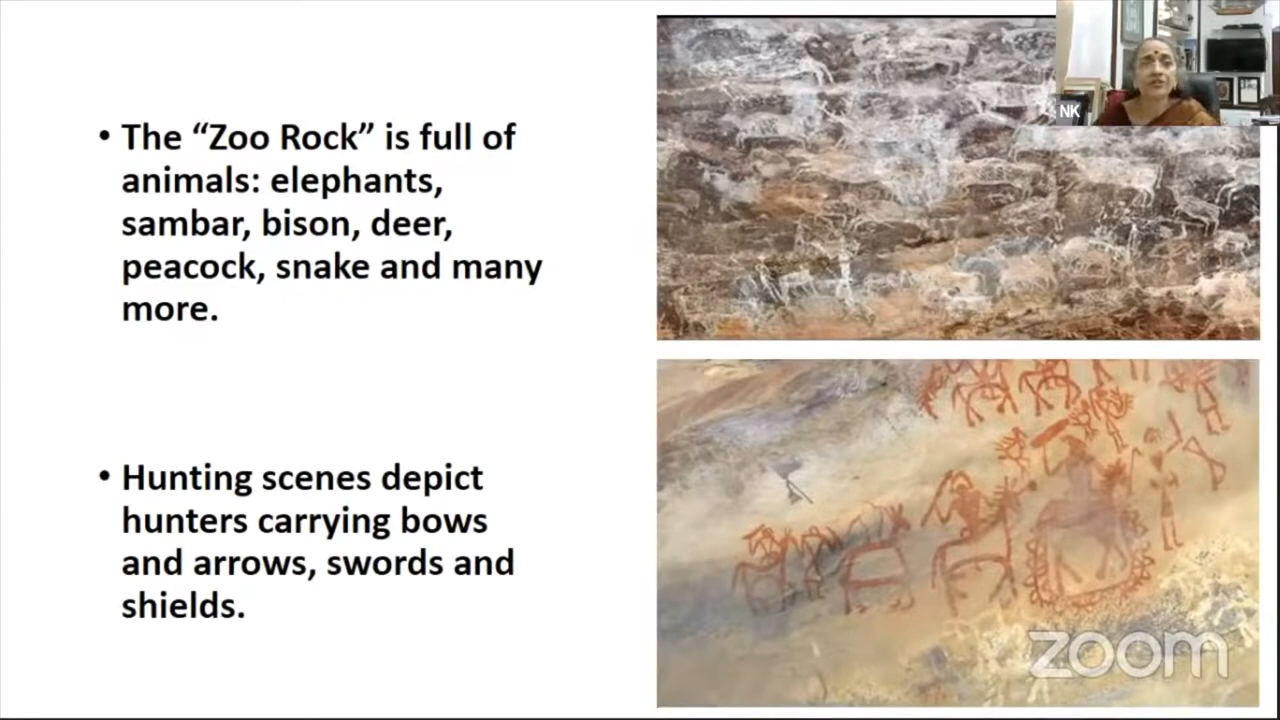 • The “Zoo Rock” is full of
animals: elephants,
sambar, bison, deer,
peacock, snake and many
more.
• Hunting scenes depict
hunters carrying bows
and arrows, swords and
shields.
NK
zoom